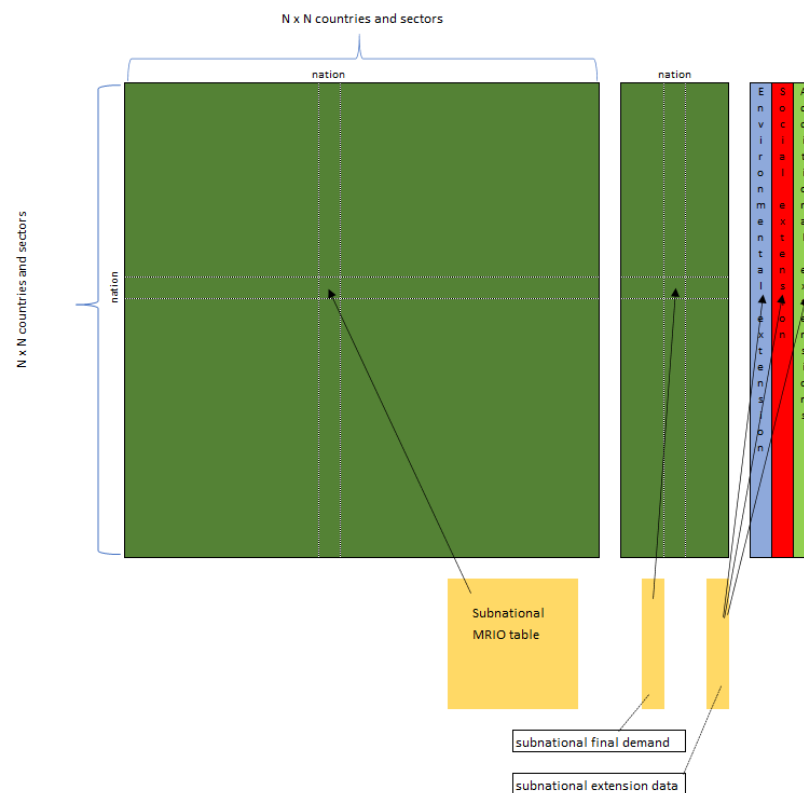 N x N countries and sectors
nation
nation
Environmental extension
Social extension
N x N countries and sectors
nation
Subnational
MRIO table
subnational final demand
subnational extension data